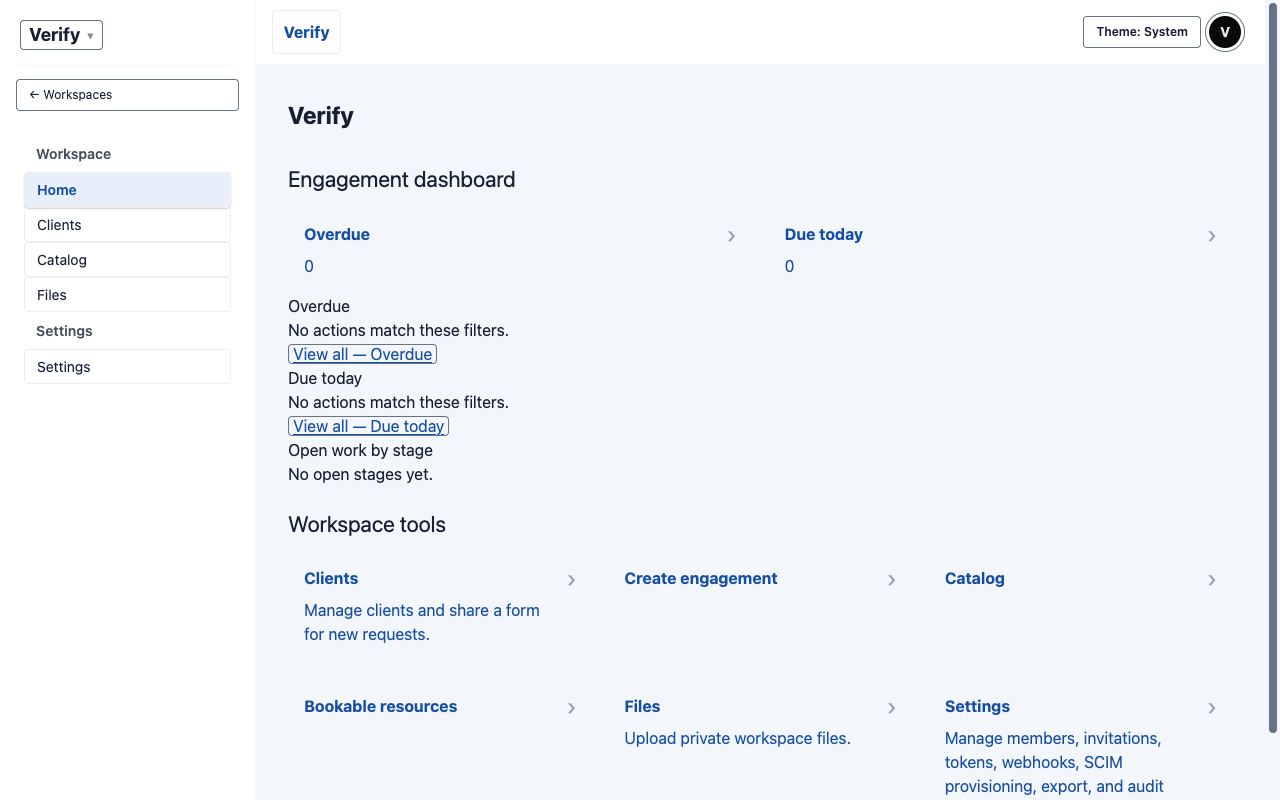 Verify ▾
← Workspaces
Workspace
Home
Clients
Catalog
Files
Settings
Settings
Verify
Theme: System
V
Verify
Engagement dashboard
Overdue
0
Due today
0
Overdue
No actions match these filters.
View all — Overdue
Due today
No actions match these filters.
View all — Due today
Open work by stage
No open stages yet.
Workspace tools
Clients
Manage clients and share a form
for new requests.
Create engagement
Catalog
Bookable resources
Files
Upload private workspace files.
Settings
Manage members, invitations,
tokens, webhooks, SCIM
provisioning, export, and audit